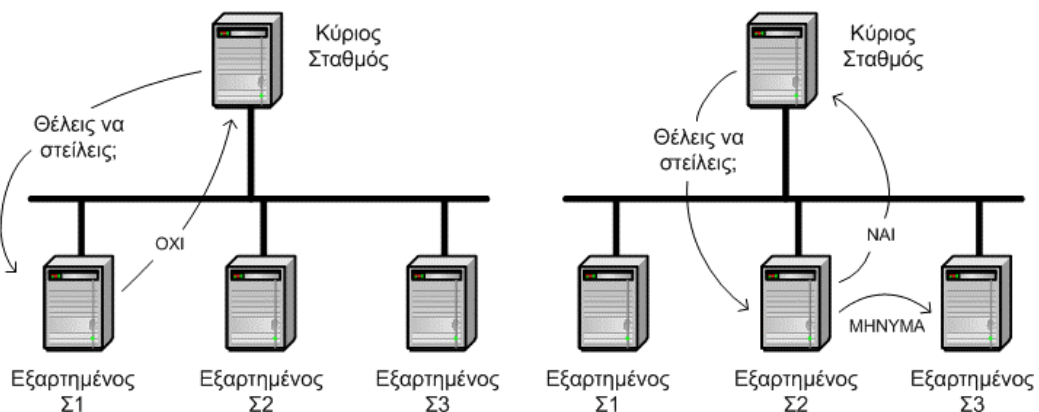 Κύριος
Σταθμός
Θέλεις να
στείλεις;
ΟΧΙ
Εξαρτημένος
Σ1
Εξαρτημένος
Σ2
Εξαρτημένος
Σ3
Κύριος
Σταθμός
Θέλεις να
στείλεις;
ΝΑΙ
ΜΗΝΥΜΑ
Εξαρτημένος
Σ1
Εξαρτημένος
Σ2
Εξαρτημένος
Σ3